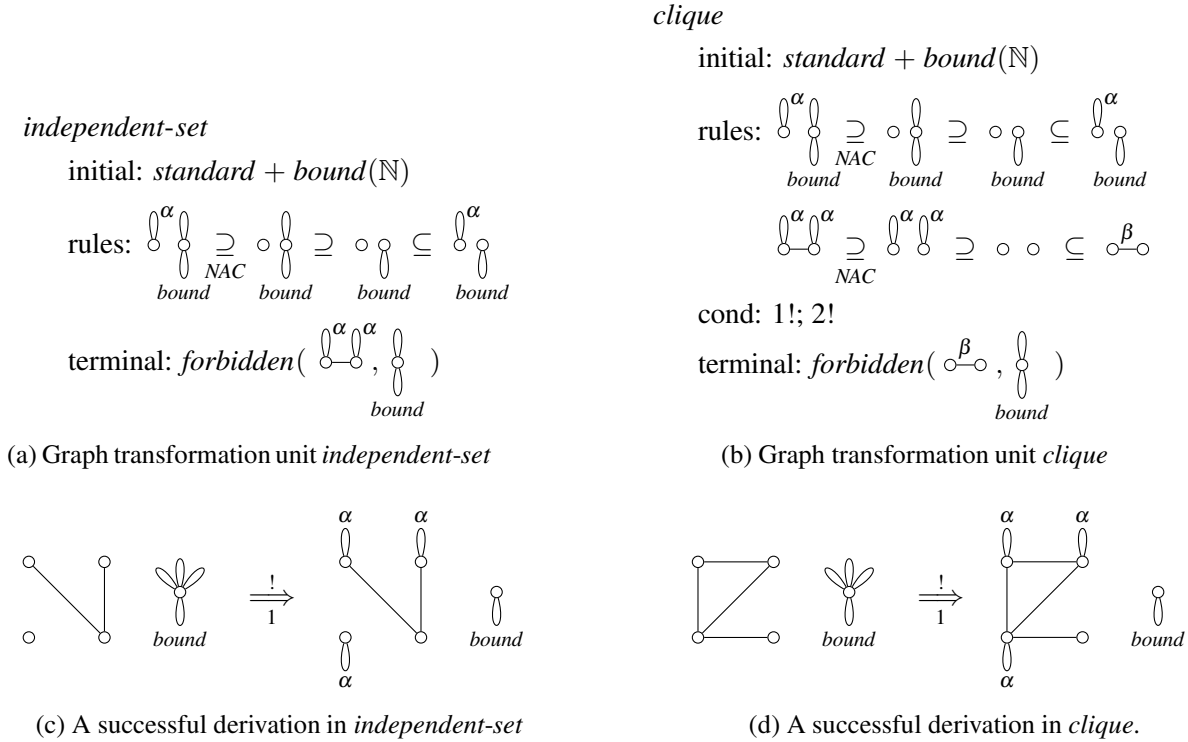 independent-set
initial: standard + bound(ℕ)
rules: α ⊇ ⊇ ⊆ α
NAC
bound bound bound bound
terminal: forbidden( α α , )
bound
(a) Graph transformation unit independent-set
clique
initial: standard + bound(ℕ)
rules: α ⊇ ⊇ ⊆ α
NAC
bound bound bound bound
α α ⊇ α α ⊇ ⊆ β
NAC
cond: 1!; 2!
terminal: forbidden( β , )
bound
(b) Graph transformation unit clique
α α
!
1
bound bound
α
(c) A successful derivation in independent-set
α α
!
1
bound bound
α
(d) A successful derivation in clique.